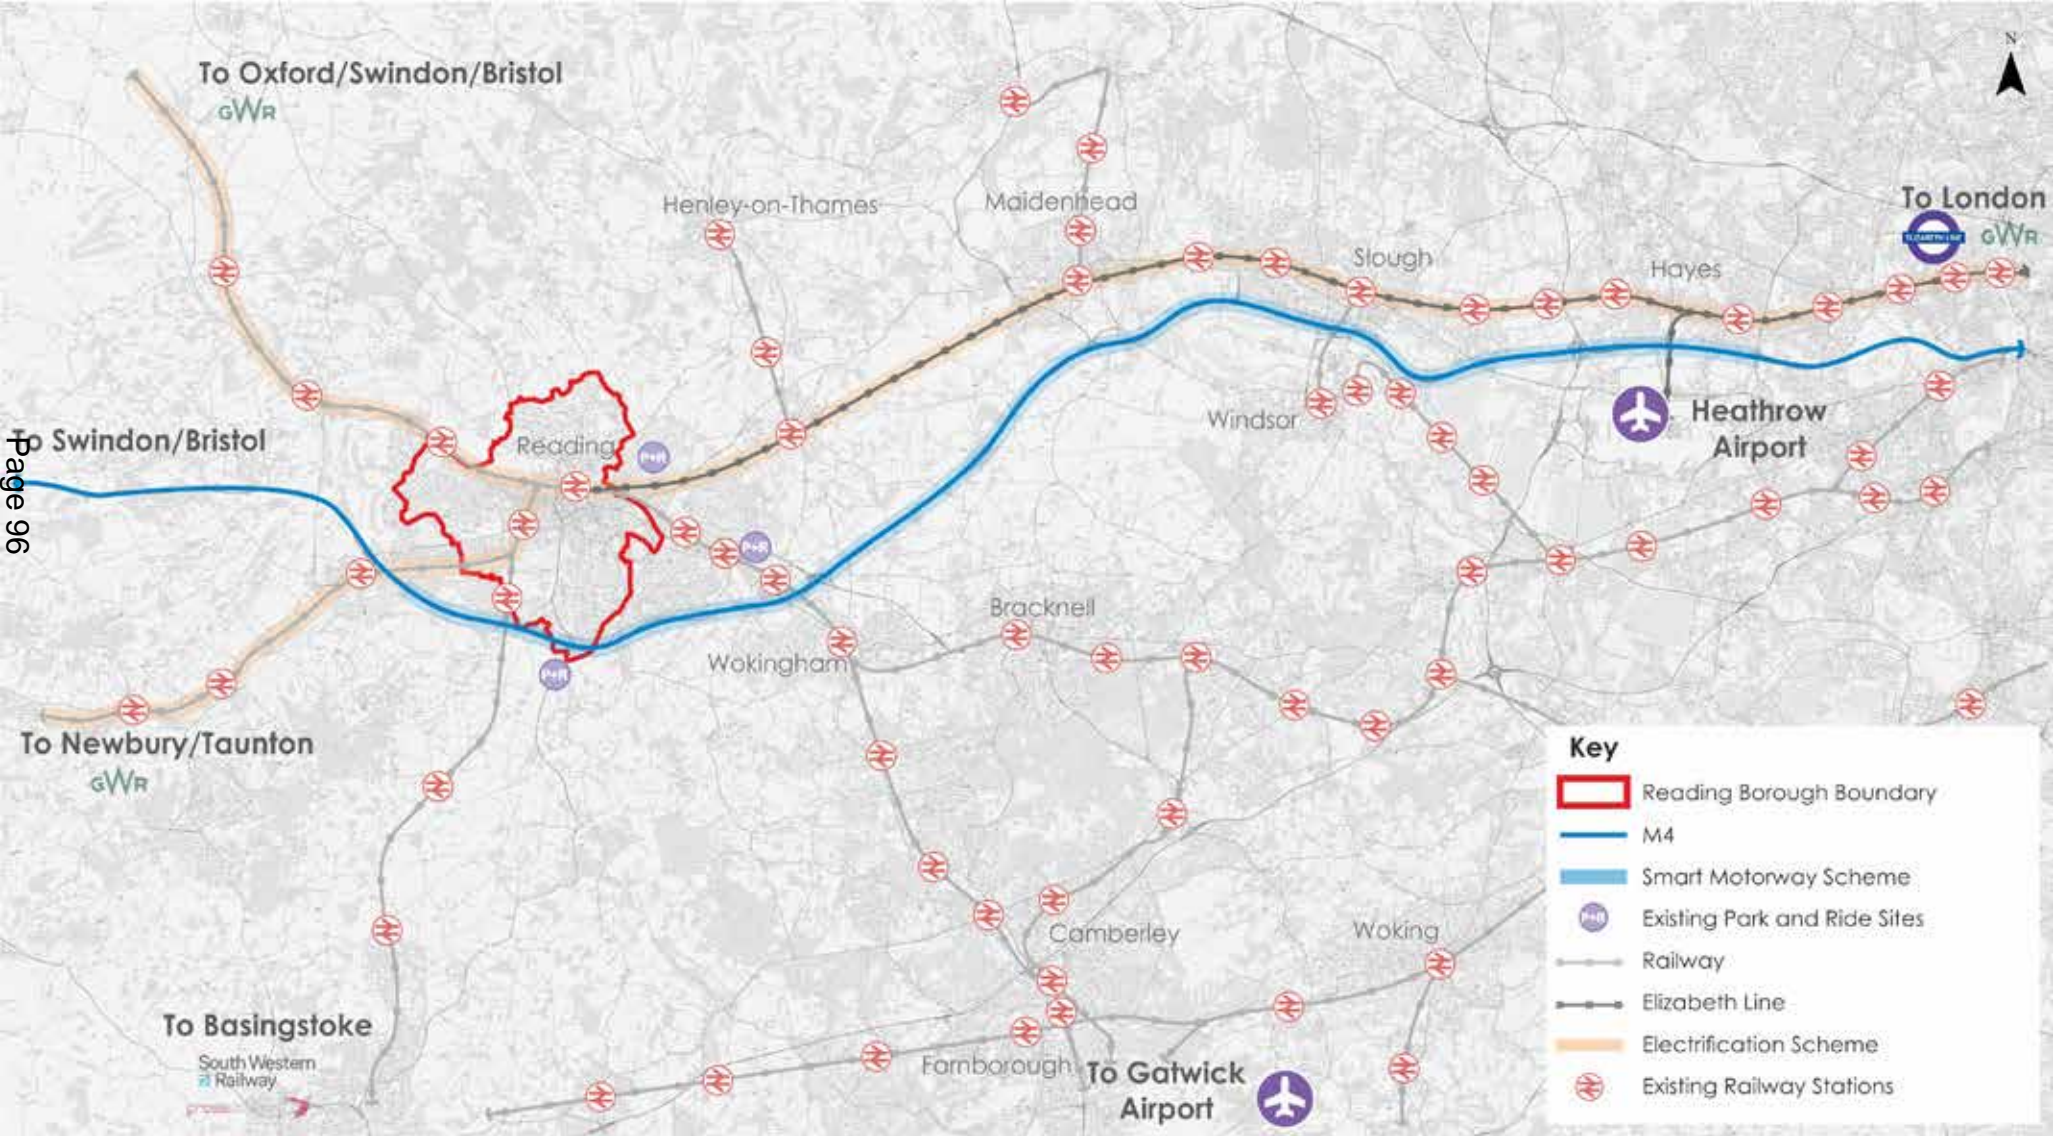 N
To Oxford/Swindon/Bristol
GWR
Henley-on-Thames
Maidenhead
To London
ELIZABETH LINE
GWR
Slough
Hayes
Windsor
Heathrow
Airport
To Swindon/Bristol
Reading
P+R
Page 96
P+R
Bracknell
Wokingham
P+R
To Newbury/Taunton
GWR
Camberley
Woking
To Basingstoke
South Western
Railway
Farnborough
To Gatwick
Airport
Key
Reading Borough Boundary
M4
Smart Motorway Scheme
P+R
Existing Park and Ride Sites
Railway
Elizabeth Line
Electrification Scheme
Existing Railway Stations